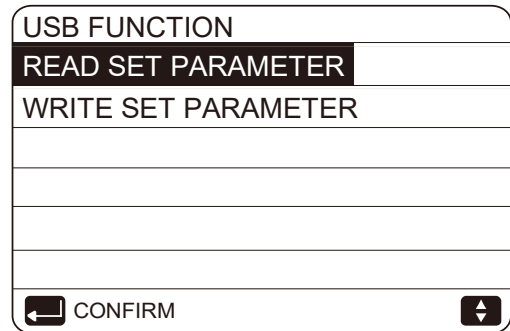 USB FUNCTION
READ SET PARAMETER
WRITE SET PARAMETER
CONFIRM